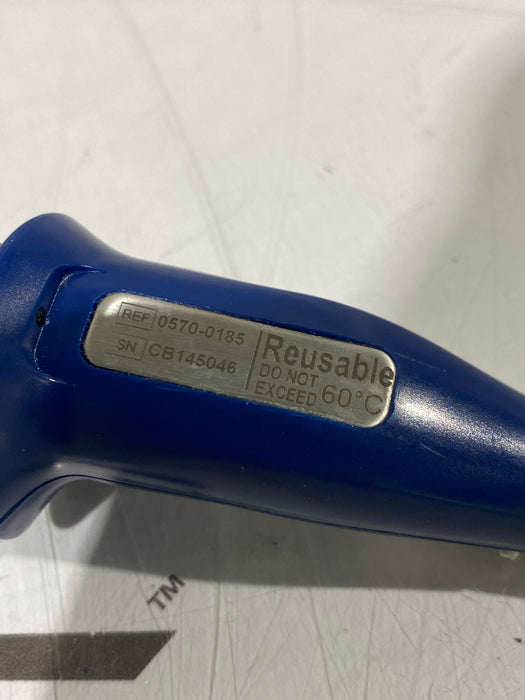 REF 0570-0185
SN CB145046
Reusable
DO NOT
EXCEED 60°C
TM